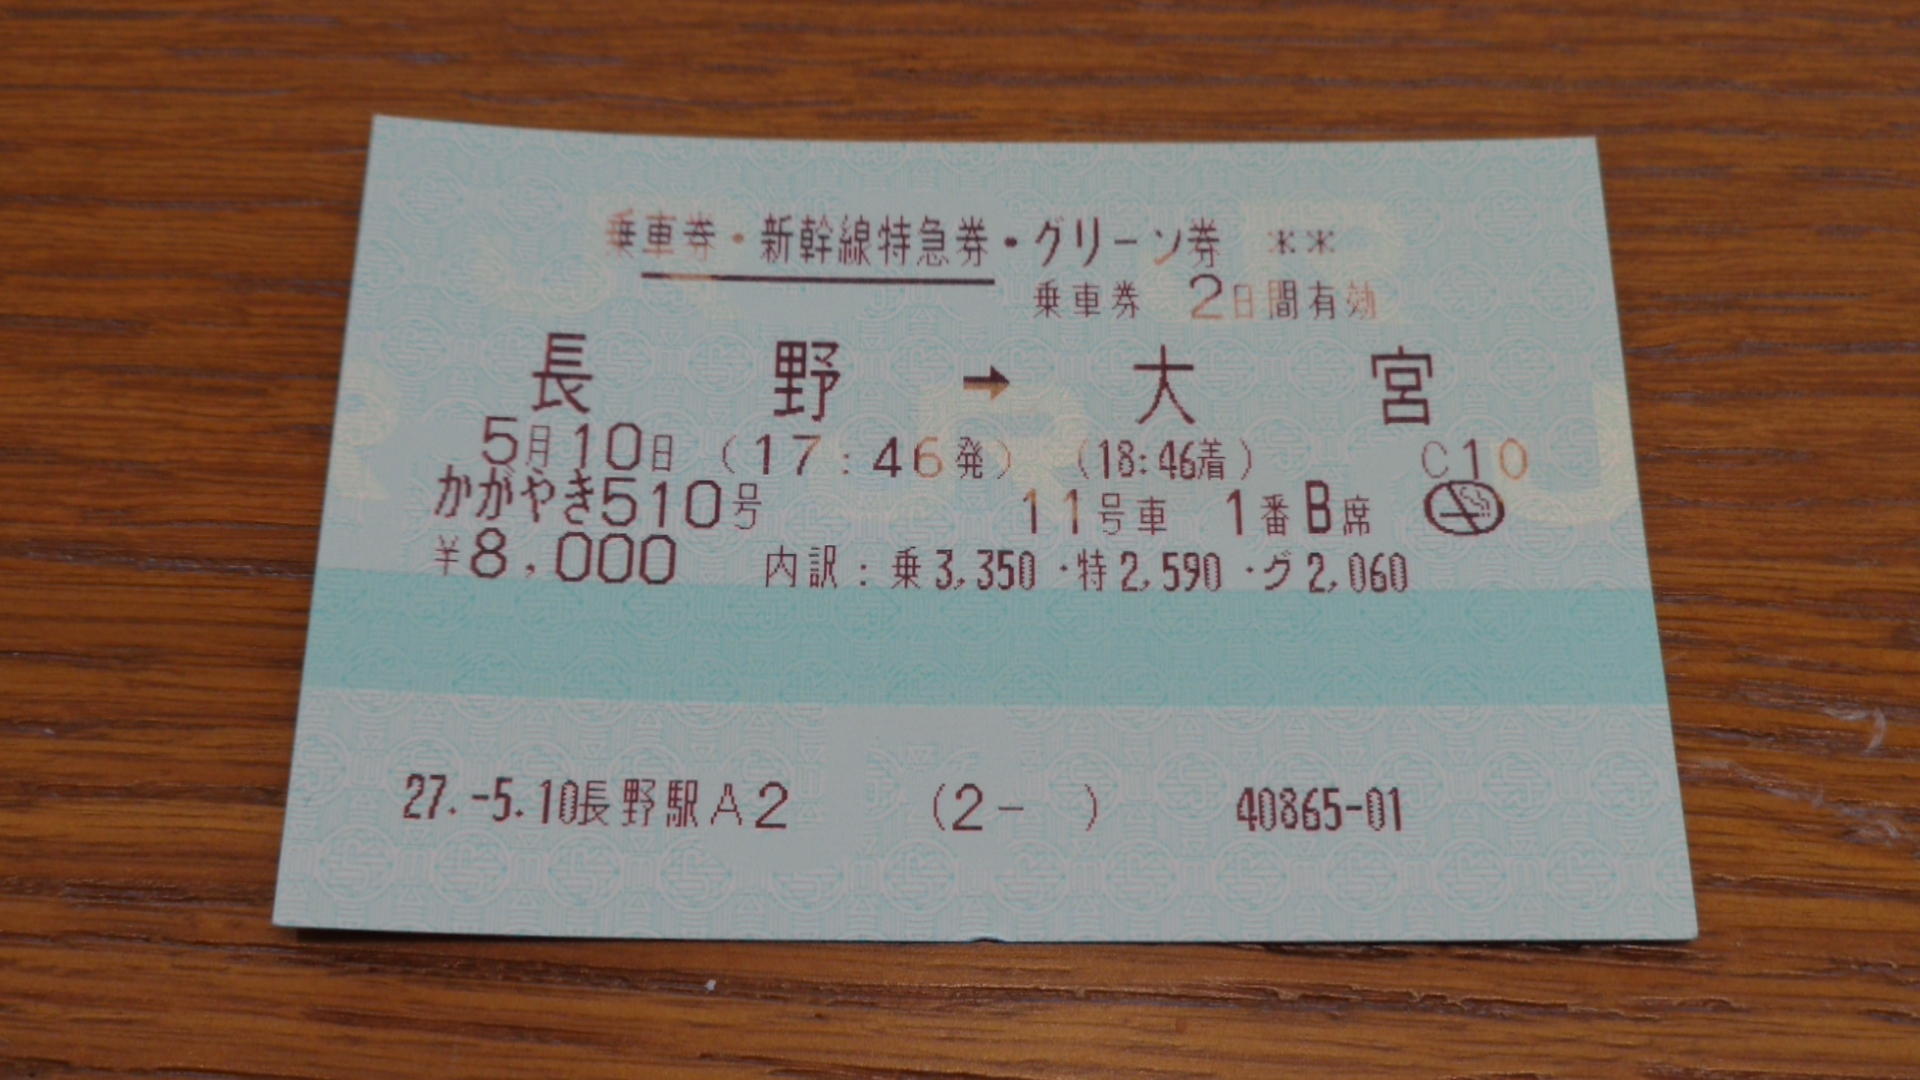 乗車券・新幹線特急券・グリーン券 **
乗車券 2日間有効
長野→大宮
5月10日 (17:46発) (18:46着) C10
かがやき510号 11号車 1番B席
¥8,000 内訳:乗3,350・特2,590・グ2,060
27.-5.10長野駅A2 (2- ) 40865-01